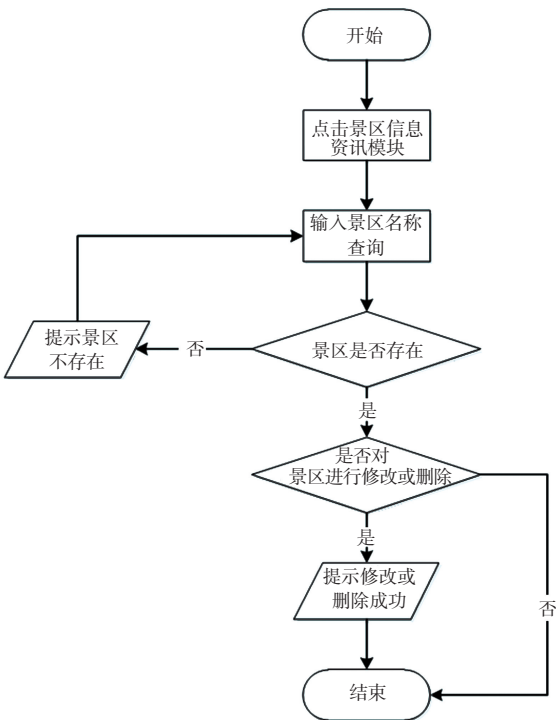 开始
点击景区信息
资讯模块
输入景区名称
查询
提示景区
不存在
否
景区是否存在
是
是否对
景区进行修改或删除
是
提示修改或
删除成功
否
结束